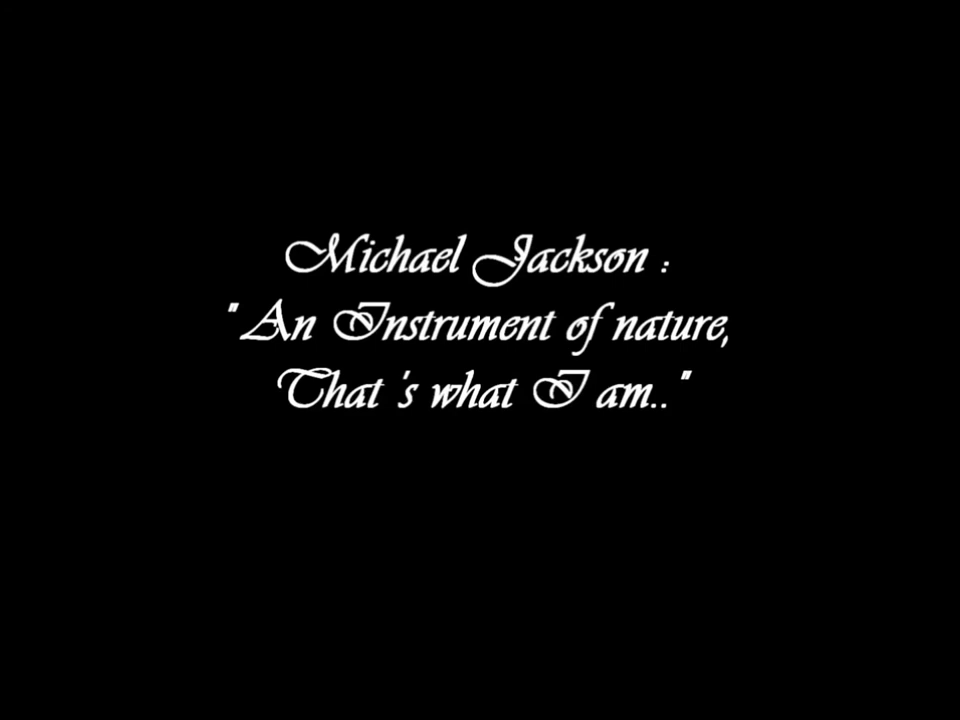 Michael Jackson :
" An Instrument of nature,
That 's what I am.. "